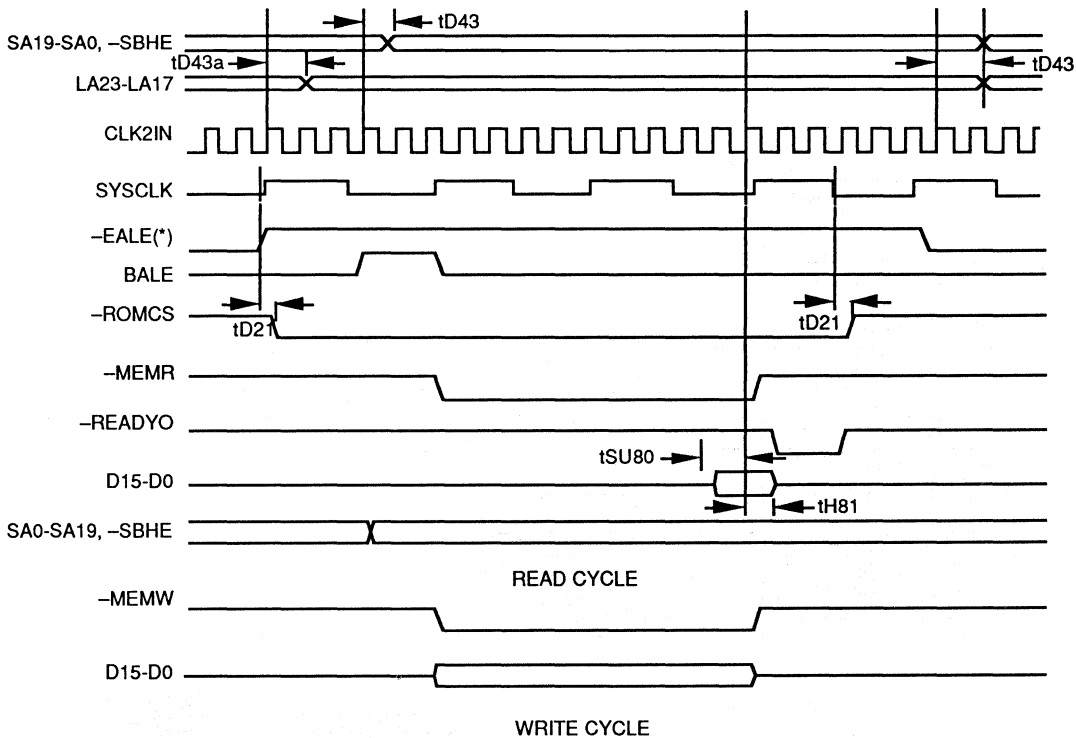 tD43
SA19-SA0, –SBHE
tD43a
tD43
LA23-LA17
CLK2IN
SYSCLK
–EALE(*)
BALE
–ROMCS
tD21
tD21
–MEMR
–READYO
tSU80
D15-D0
tH81
SA0-SA19, –SBHE
READ CYCLE
–MEMW
D15-D0
WRITE CYCLE